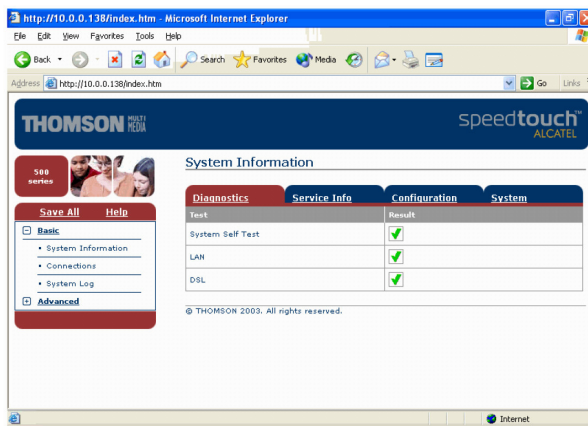 http://10.0.0.138/index.htm - Microsoft Internet Explorer
File Edit View Favorites Tools Help
Back Search Favorites Media
Address http://10.0.0.138/index.htm Go Links
THOMSON MULTI MEDIA
speedtouch™
ALCATEL
500 series
System Information
Diagnostics Service Info Configuration System
Save All Help
Test Result
Basic
System Self Test
System Information
LAN
Connections
DSL
System Log
Advanced
© THOMSON 2003. All rights reserved.
Internet